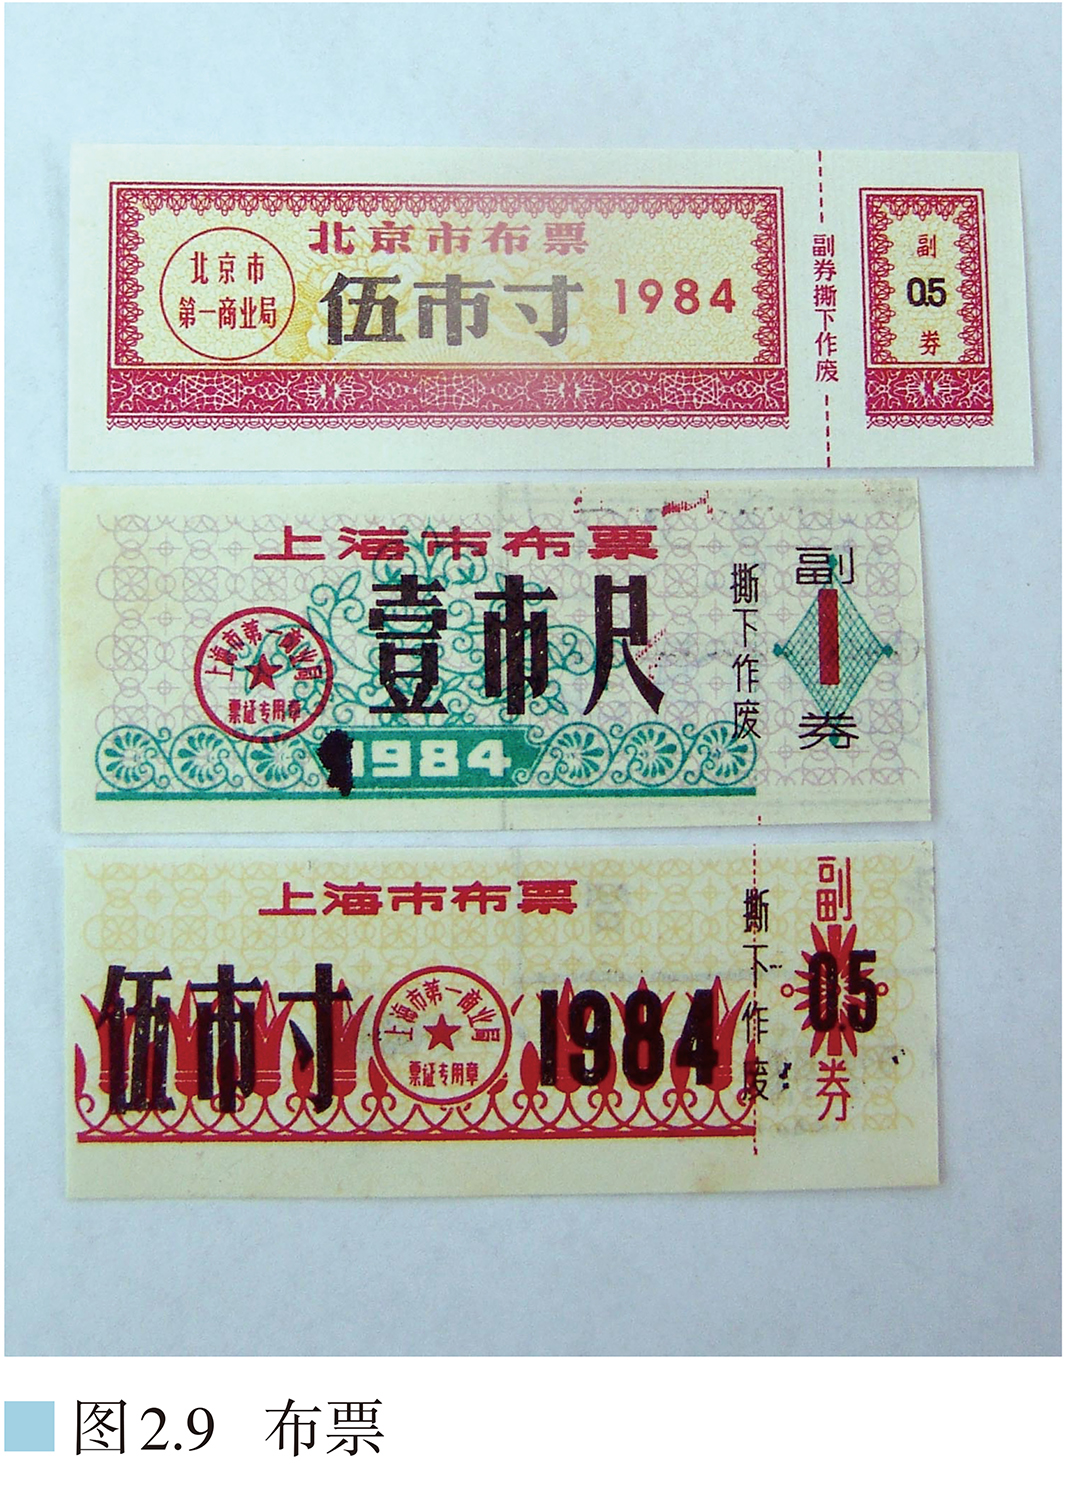 北京市布票
北京市
第一商业局
伍市寸
1984
副券撕下作废
副
0.5
券
上海市布票
壹市尺
上海市第一商业局
票证专用章
1984
撕下作废
副
1
券
上海市布票
伍市寸
上海市第一商业局
票证专用章
1984
撕下作废
副
0.5
券
图2.9 布票